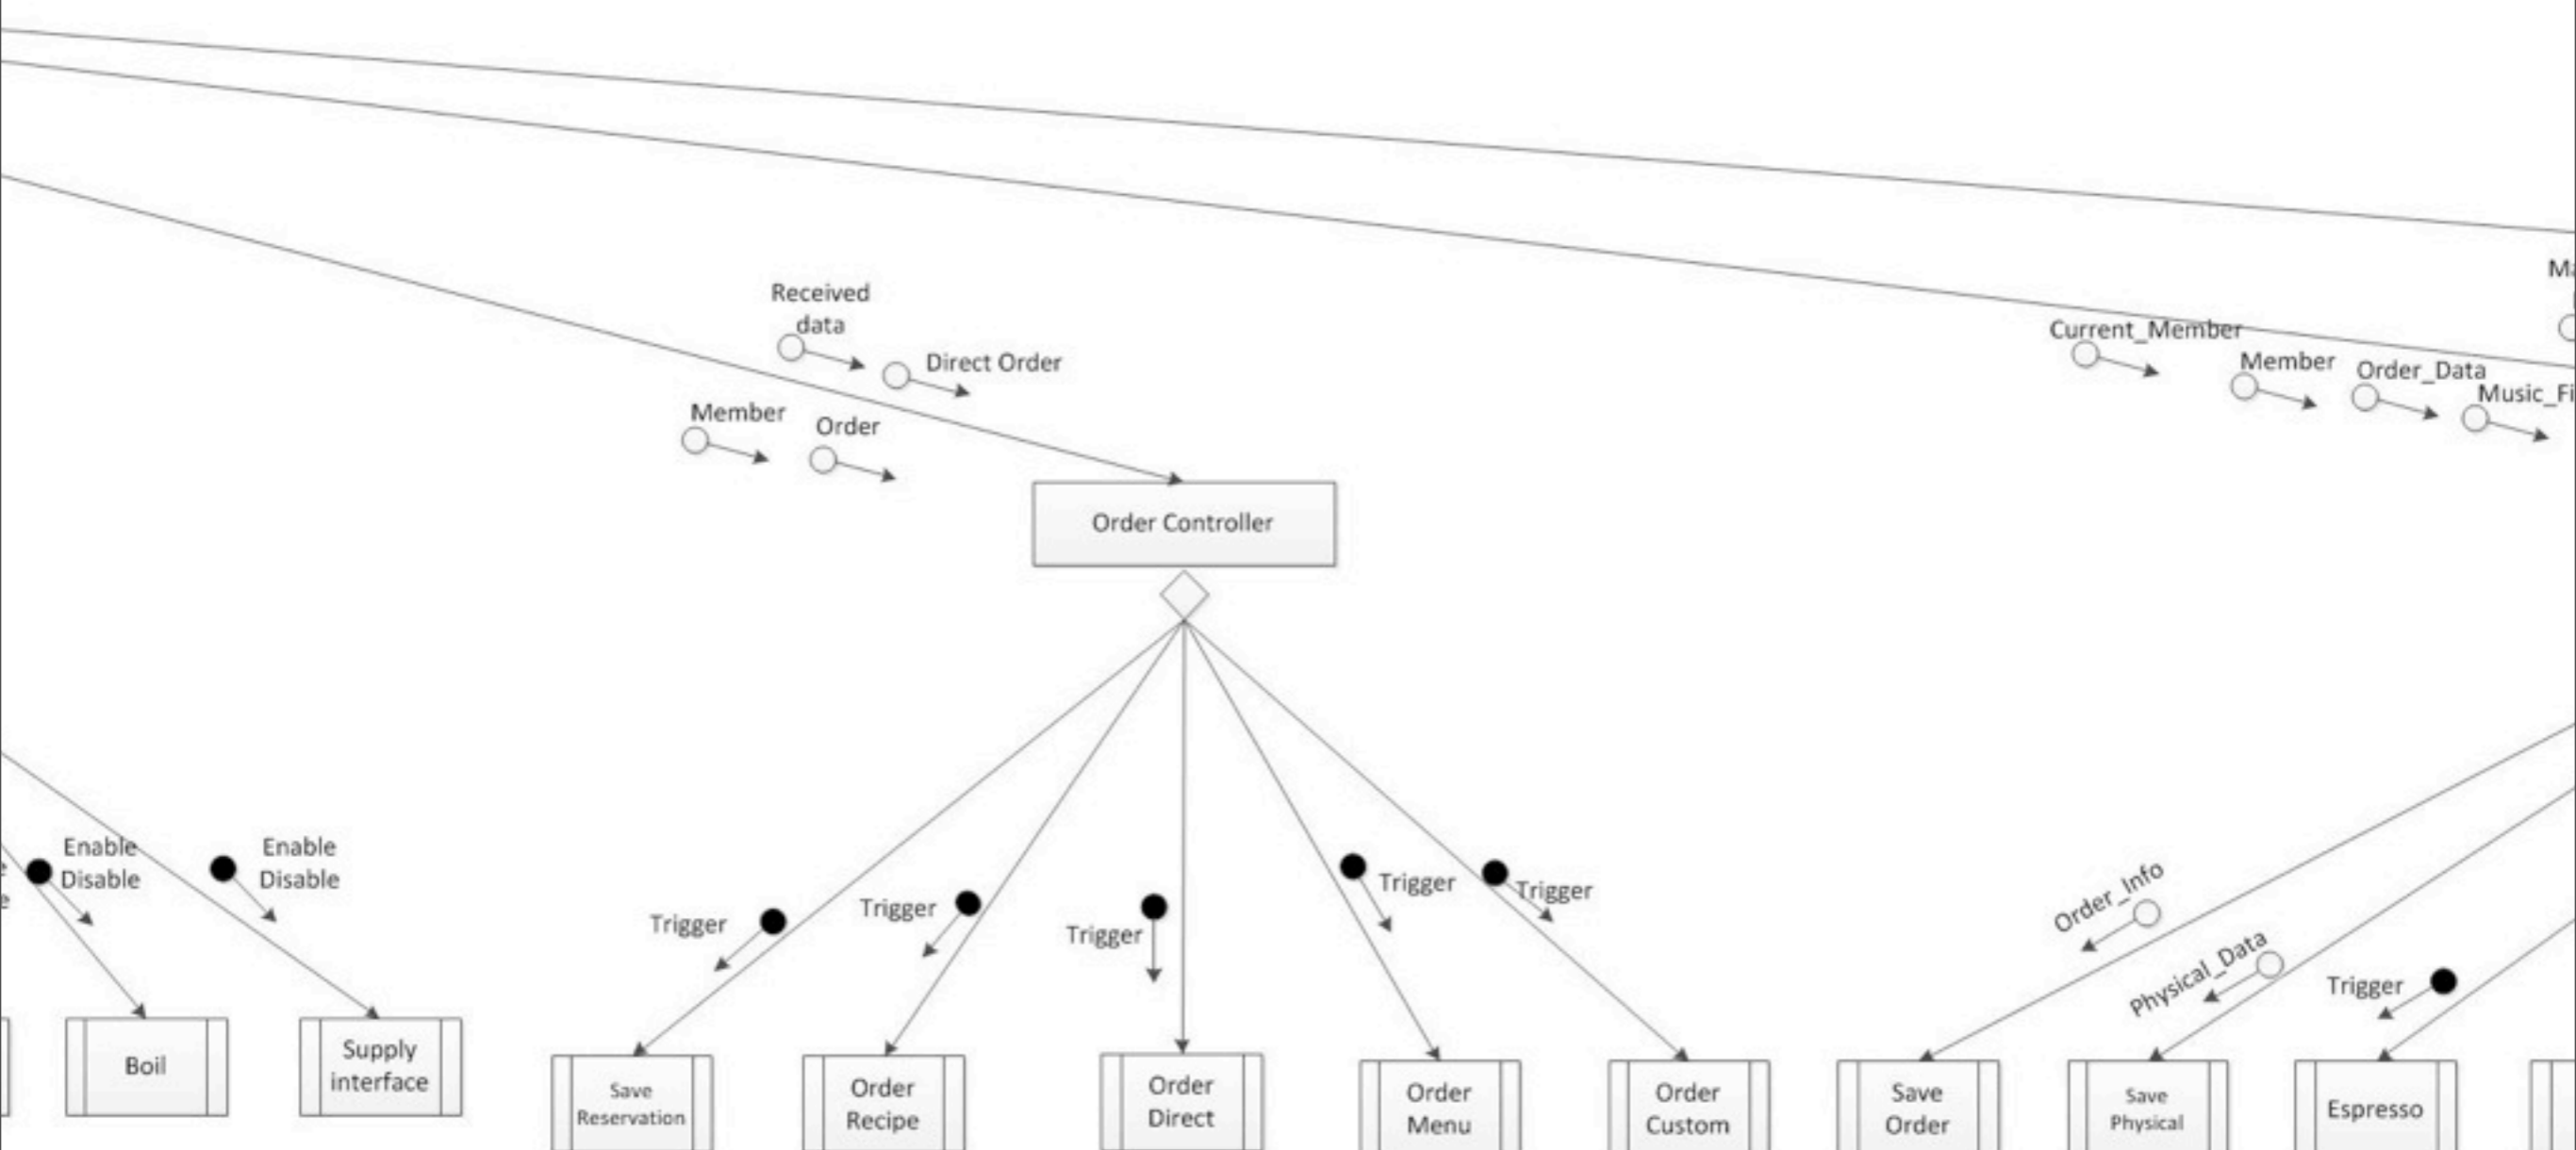 Received
data
Direct Order
Member
Order
Current_Member
Member
Order_Data
Order Controller
Enable
Disable
Enable
Disable
Trigger
Trigger
Trigger
Trigger
Trigger
Order_Info
Physical_Data
Trigger
Boil
Supply
interface
Save
Reservation
Order
Recipe
Order
Direct
Order
Menu
Order
Custom
Save
Order
Save
Physical
Espresso